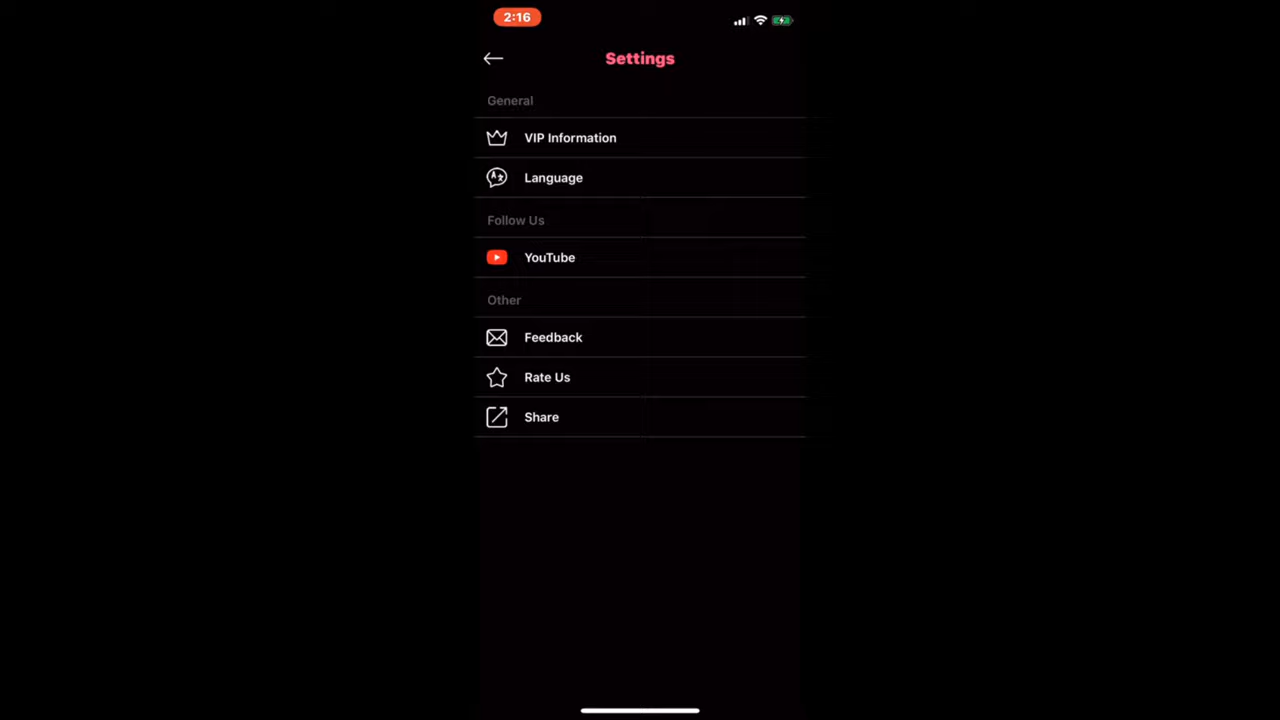 2:16
Settings
General
VIP Information
Language
Follow Us
YouTube
Other
Feedback
Rate Us
Share